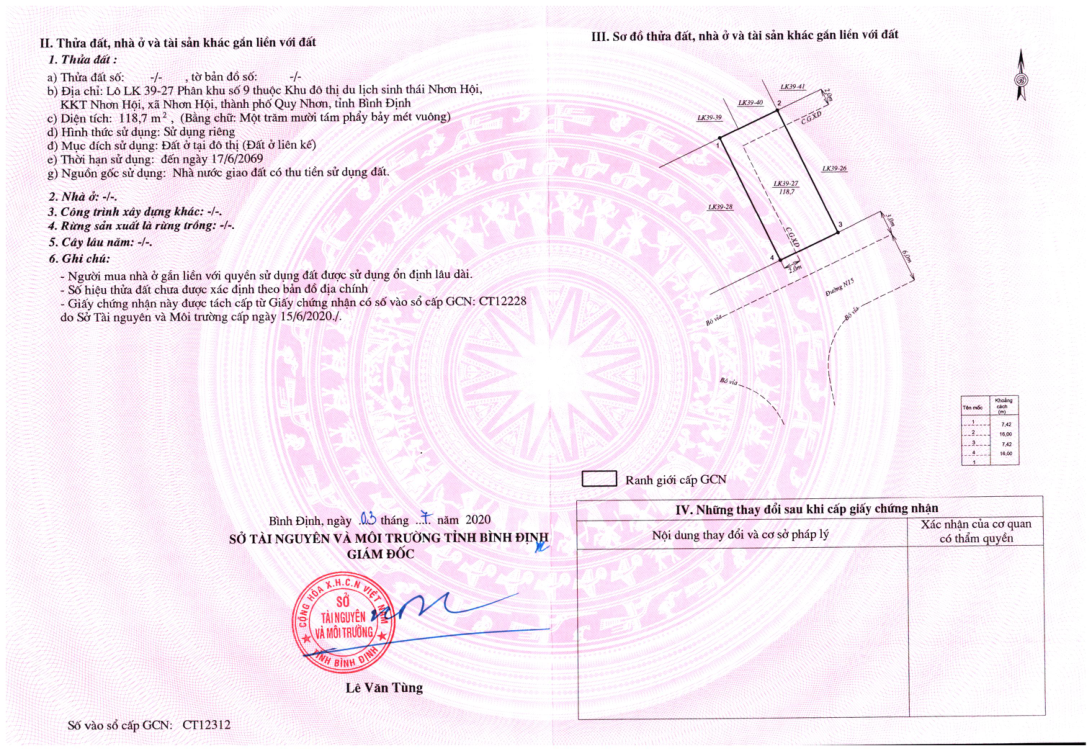 II. Thửa đất, nhà ở và tài sản khác gắn liền với đất
1. Thửa đất :
a) Thửa đất số: -/- , tờ bản đồ số: -/-
b) Địa chỉ: Lô LK 39-27 Phân khu số 9 thuộc Khu đô thị du lịch sinh thái Nhơn Hội,
KKT Nhơn Hội, xã Nhơn Hội, thành phố Quy Nhơn, tỉnh Bình Định
c) Diện tích: 118,7 m² , (Bằng chữ: Một trăm mười tám phẩy bảy mét vuông)
d) Hình thức sử dụng: Sử dụng riêng
đ) Mục đích sử dụng: Đất ở tại đô thị (Đất ở liên kế)
e) Thời hạn sử dụng: đến ngày 17/6/2069
g) Nguồn gốc sử dụng: Nhà nước giao đất có thu tiền sử dụng đất.
2. Nhà ở: -/-.
3. Công trình xây dựng khác: -/-.
4. Rừng sản xuất là rừng trồng: -/-.
5. Cây lâu năm: -/-.
6. Ghi chú:
- Người mua nhà ở gắn liền với quyền sử dụng đất được sử dụng ổn định lâu dài.
- Số hiệu thửa đất chưa được xác định theo bản đồ địa chính
- Giấy chứng nhận này được tách cấp từ Giấy chứng nhận có số vào sổ cấp GCN: CT12228
do Sở Tài nguyên và Môi trường cấp ngày 15/6/2020./.
Bình Định, ngày 03 tháng 7 năm 2020
SỞ TÀI NGUYÊN VÀ MÔI TRƯỜNG TỈNH BÌNH ĐỊNH
GIÁM ĐỐC
CỘNG HÒA X.H.C.N VIỆT NAM
SỞ
TÀI NGUYÊN
VÀ MÔI TRƯỜNG
TỈNH BÌNH ĐỊNH
Lê Văn Tùng
Số vào sổ cấp GCN: CT12312
III. Sơ đồ thửa đất, nhà ở và tài sản khác gắn liền với đất
LK39-41
LK39-40
2,0m
LK39-39
2
C.G.XD
1
LK39-26
LK39-27
118,7
LK39-28
C.G.XD
3
3,0m
4
2,0m
6,0m
Đường N15
Bó vỉa
Bó vỉa
Bó vỉa
Tên mốc
Khoảng
cách
(m)
1
7,42
2
16,00
3
7,42
4
16,00
1
Ranh giới cấp GCN
IV. Những thay đổi sau khi cấp giấy chứng nhận
Nội dung thay đổi và cơ sở pháp lý
Xác nhận của cơ quan
có thẩm quyền